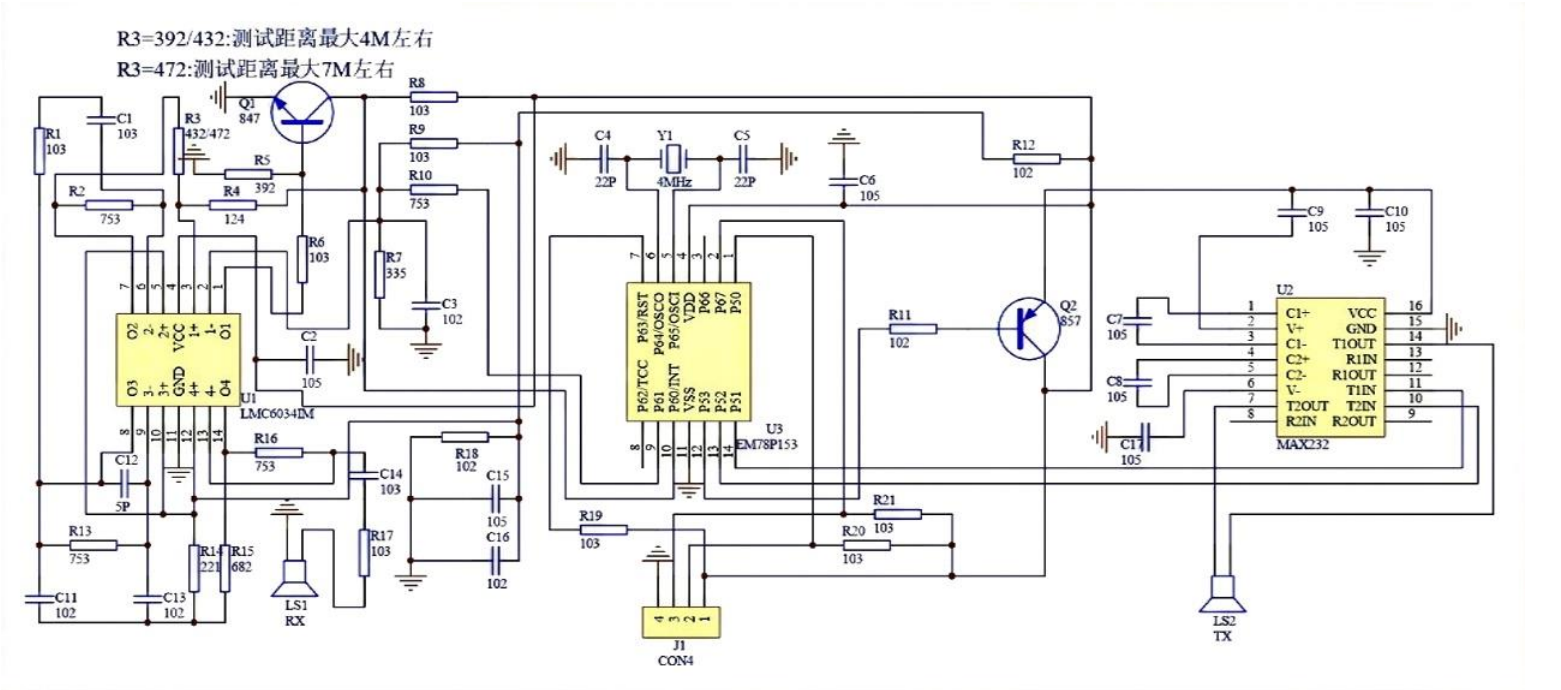 R3=392/432:测试距离最大4M左右
R3=472:测试距离最大7M左右
R1
103
C1
103
R3
432/472
Q1
847
R5
392
R2
753
R4
124
R6
103
R8
103
R9
103
R10
753
R7
335
C3
102
C2
105
7 6 5 4 3 2 1
O2 2- 2+ VCC 1+ 1- O1
O3 3- 3+ GND 4+ 4- O4
8 9 10 11 12 13 14
U1
LMC6034IM
C12
5P
R13
753
C11
102
C13
102
R14
221
R15
682
R16
753
C14
103
R17
103
LS1
RX
R18
102
C15
105
C16
102
C4
22P
Y1
4MHz
C5
22P
C6
105
R12
102
7 6 5 4 3 2 1
P63/RST P64/OSCO P65/OSCI VDD P66 P67 P50
P62/TCC P61 P60/INT VSS P53 P52 P51
8 9 10 11 12 13 14
U3
EM78P153
R11
102
Q2
857
R19
103
R21
103
R20
103
4 3 2 1
J1
CON4
C9
105
C10
105
C7
105
C8
105
C17
105
U2
1 C1+ VCC 16
2 V+ GND 15
3 C1- T1OUT 14
4 C2+ R1IN 13
5 C2- R1OUT 12
6 V- T1IN 11
7 T2OUT T2IN 10
8 R2IN R2OUT 9
MAX232
LS2
TX